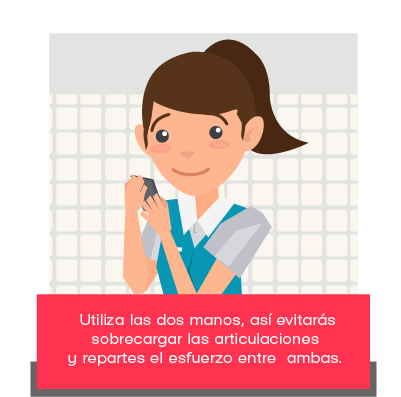 Utiliza las dos manos, así evitarás
sobrecargar las articulaciones
y repartes el esfuerzo entre ambas.